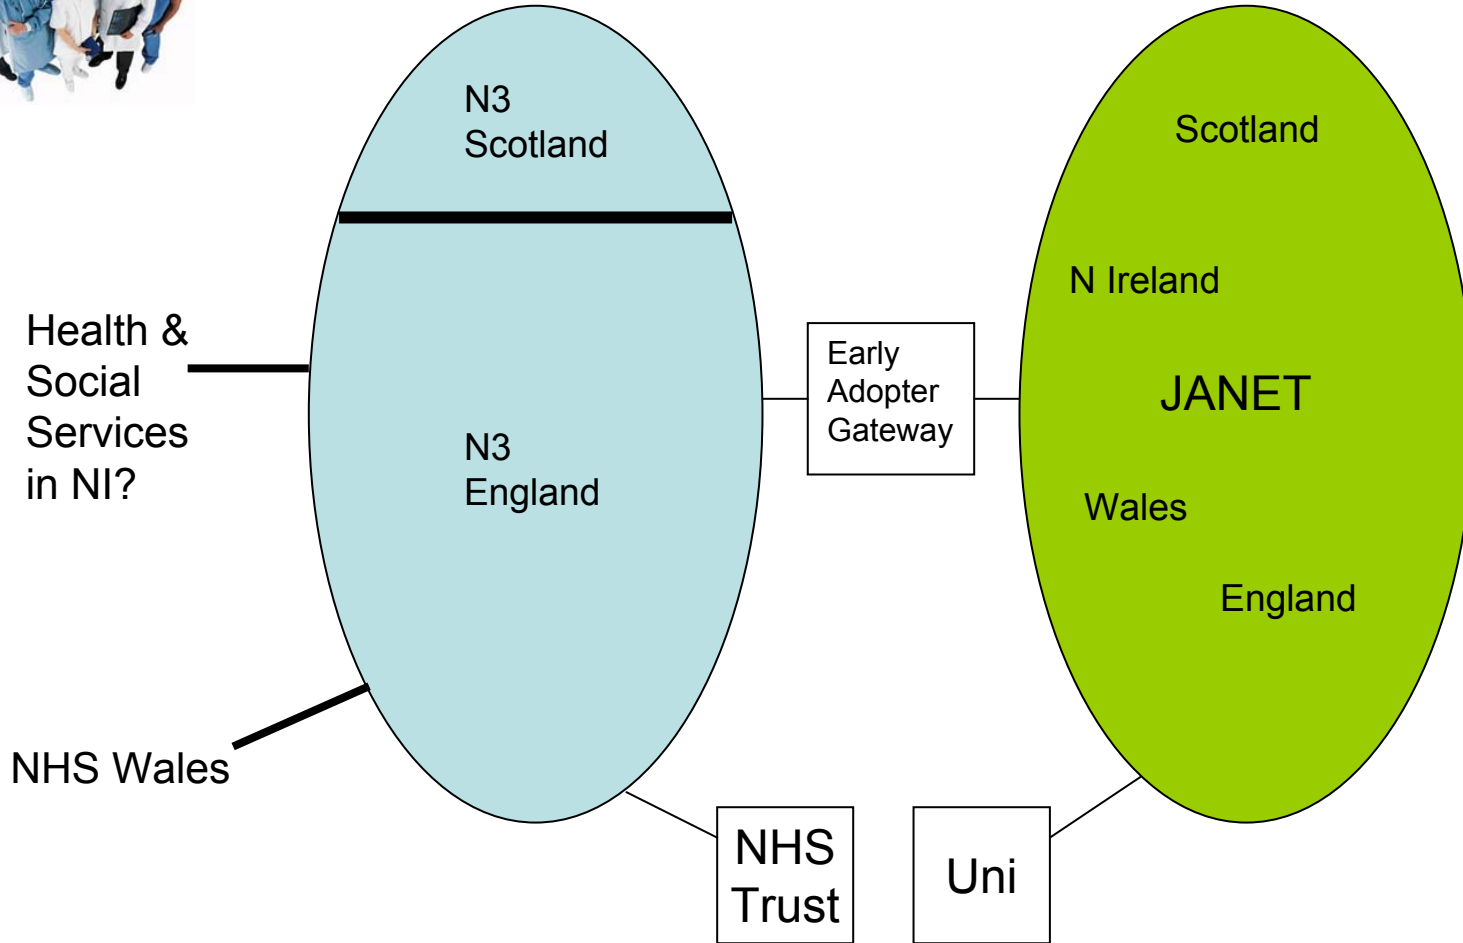 N3
Scotland
Scotland
N Ireland
Health &
Social
Services
in NI?
Early
Adopter
Gateway
JANET
N3
England
Wales
England
NHS Wales
NHS
Trust
Uni